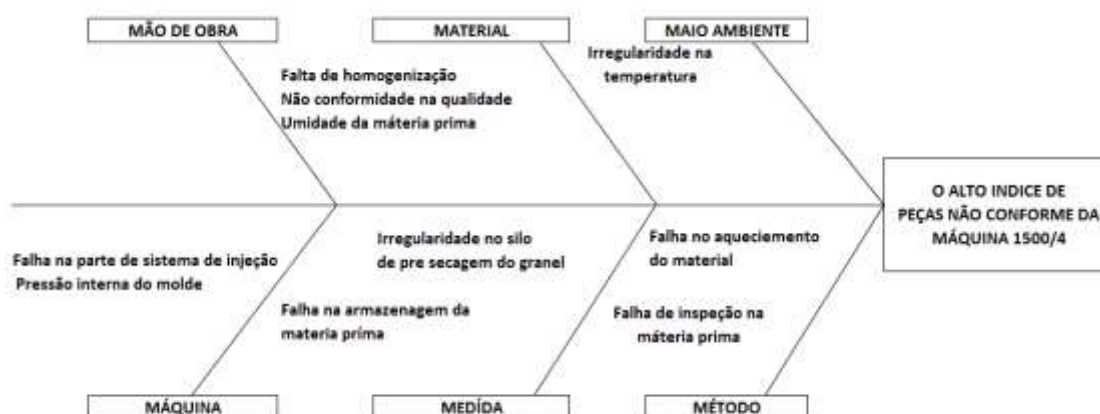 MÃO DE OBRA
MATERIAL
MAIO AMBIENTE
Falta de homogenização
Não conformidade na qualidade
Umidade da máteria prima
Irregularidade na
temperatura
O ALTO INDICE DE
PEÇAS NÃO CONFORME DA
MÁQUINA 1500/4
Falha na parte de sistema de injeção
Pressão interna do molde
Irregularidade no silo
de pre secagem do granel
Falha na armazenagem da
materia prima
Falha no aqueciemento
do material
Falha de inspeção na
máteria prima
MÁQUINA
MEDÍDA
MÉTODO